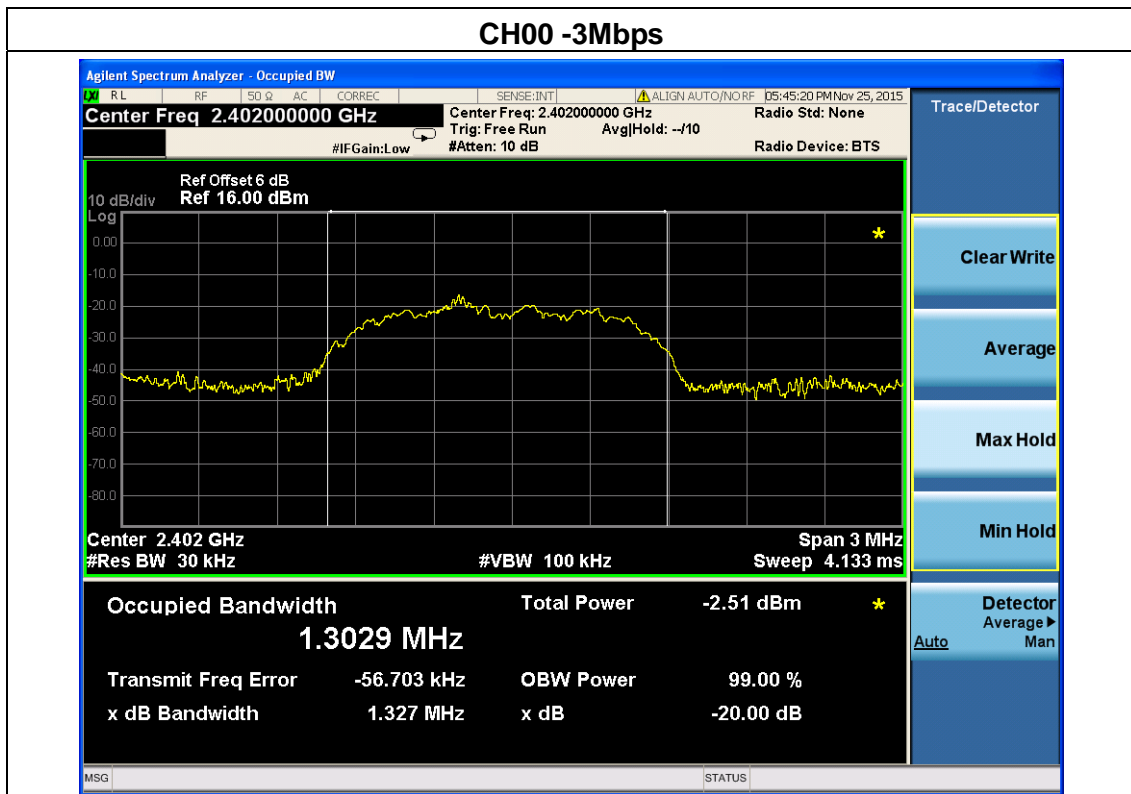 CH00 -3Mbps
Agilent Spectrum Analyzer - Occupied BW
LXI RL RF 50 Ω AC CORREC SENSE:INT ALIGN AUTO/NO RF 05:45:20 PM Nov 25, 2015
Center Freq 2.402000000 GHz
Center Freq: 2.402000000 GHz Radio Std: None
Trig: Free Run Avg|Hold: --/10
#IFGain:Low #Atten: 10 dB Radio Device: BTS
Trace/Detector
Ref Offset 6 dB
10 dB/div Ref 16.00 dBm
Log
0.00
-10.0
-20.0
-30.0
-40.0
-50.0
-60.0
-70.0
-80.0
*
Clear Write
Average
Max Hold
Min Hold
Center 2.402 GHz Span 3 MHz
#Res BW 30 kHz #VBW 100 kHz Sweep 4.133 ms
Occupied Bandwidth Total Power -2.51 dBm *
1.3029 MHz
Transmit Freq Error -56.703 kHz OBW Power 99.00 %
x dB Bandwidth 1.327 MHz x dB -20.00 dB
Detector
Average
Auto Man
MSG STATUS